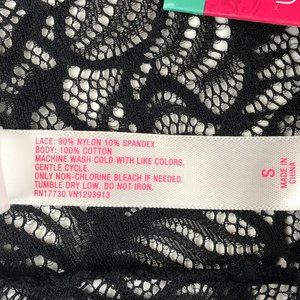 LACE: 90% NYLON 10% SPANDEX
BODY: 100% COTTON
MACHINE WASH COLD WITH LIKE COLORS.
GENTLE CYCLE.
ONLY NON-CHLORINE BLEACH IF NEEDED.
TUMBLE DRY LOW. DO NOT IRON.
RN17730 VN1293913
S
MADE IN
CHINA